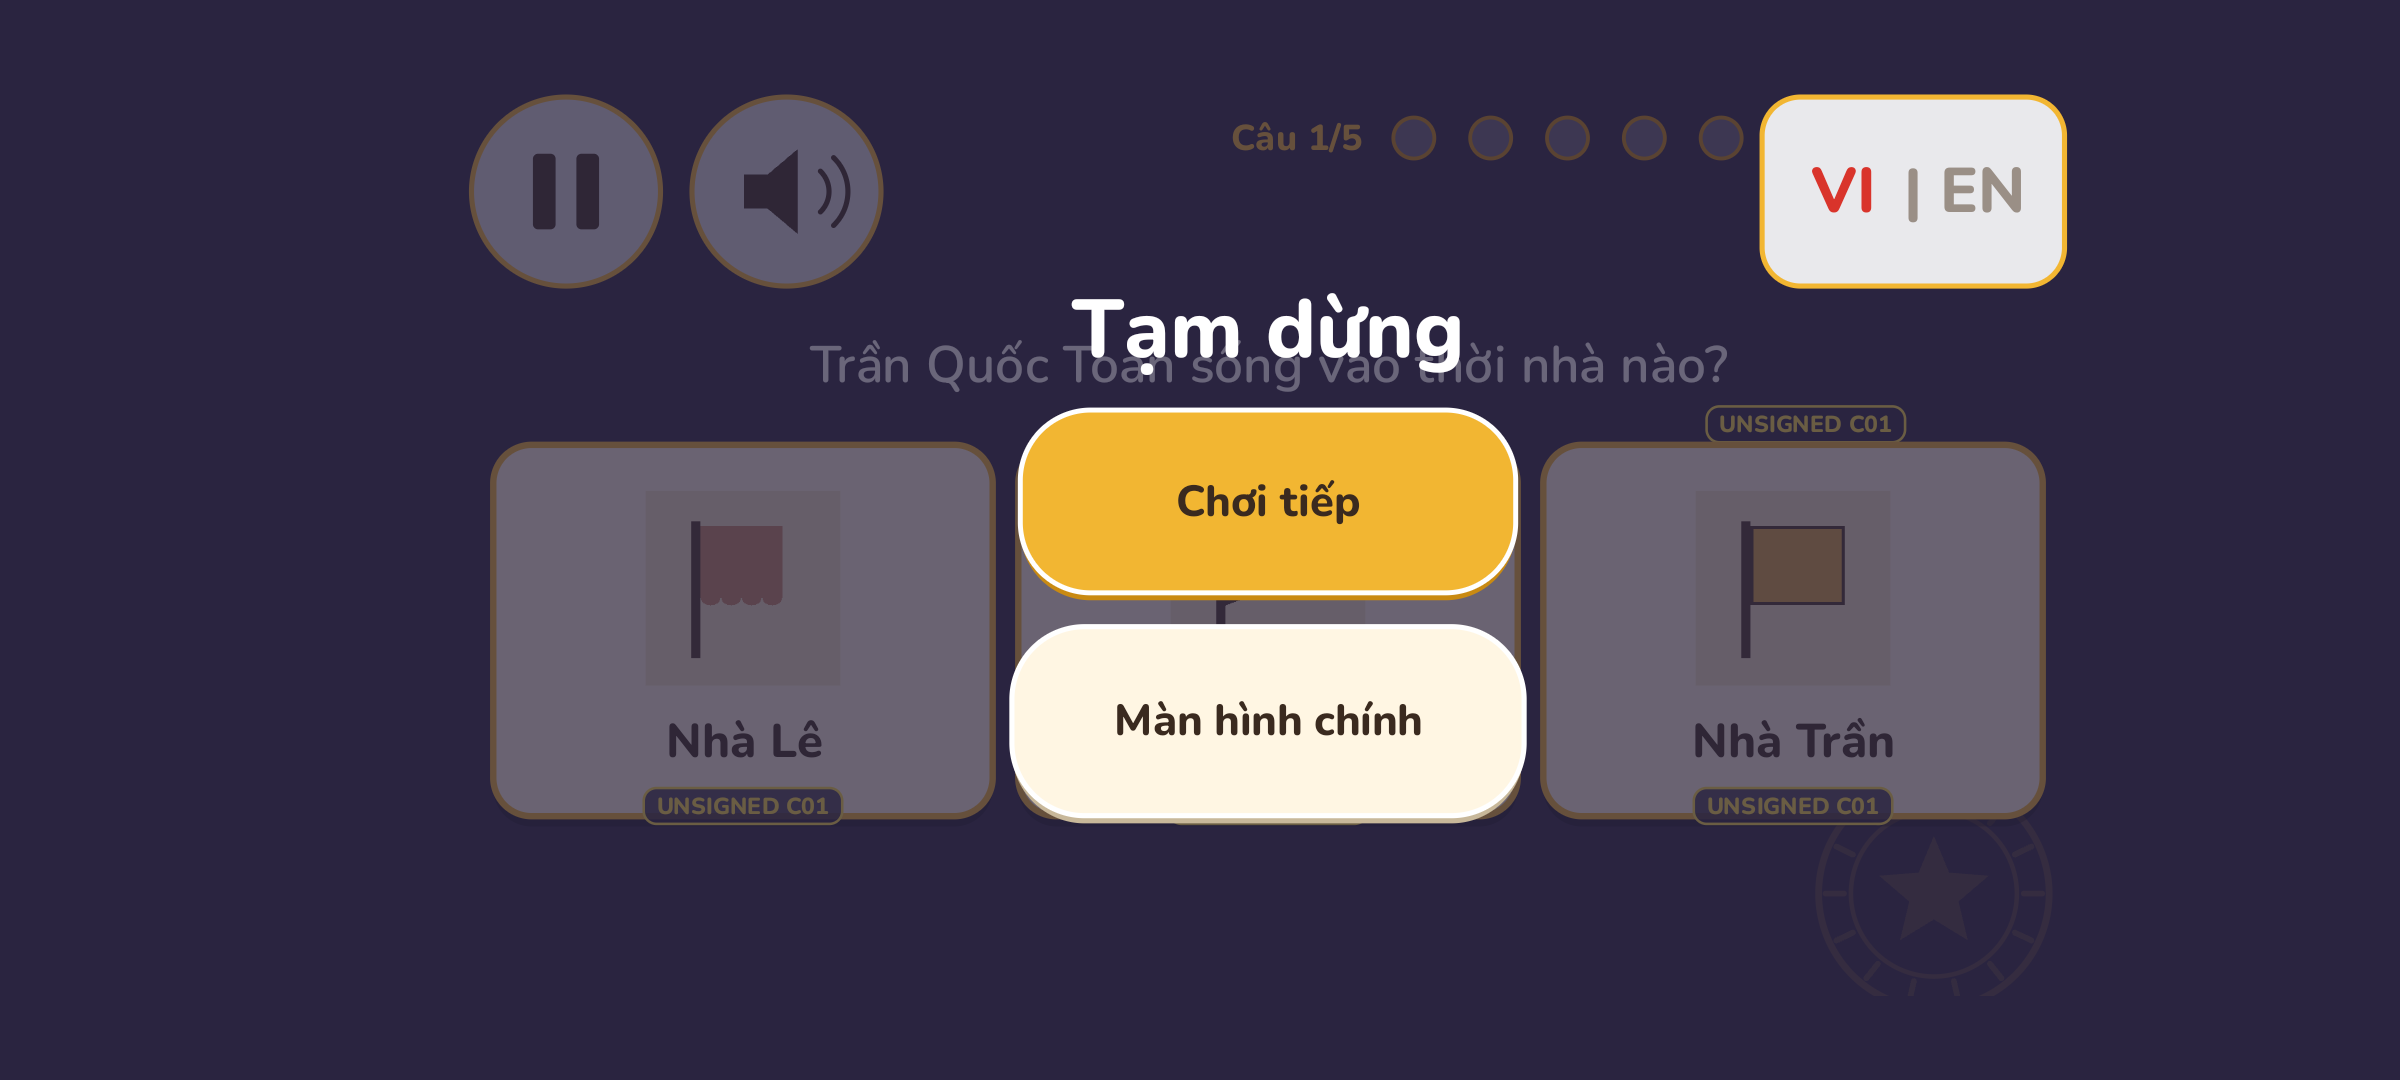 Câu 1/5
VI | EN
Tạm dừng
Trần Quốc Toản sống vào thời nhà nào?
UNSIGNED C01
Chơi tiếp
Màn hình chính
Nhà Lê
Nhà Trần
UNSIGNED C01
UNSIGNED C01